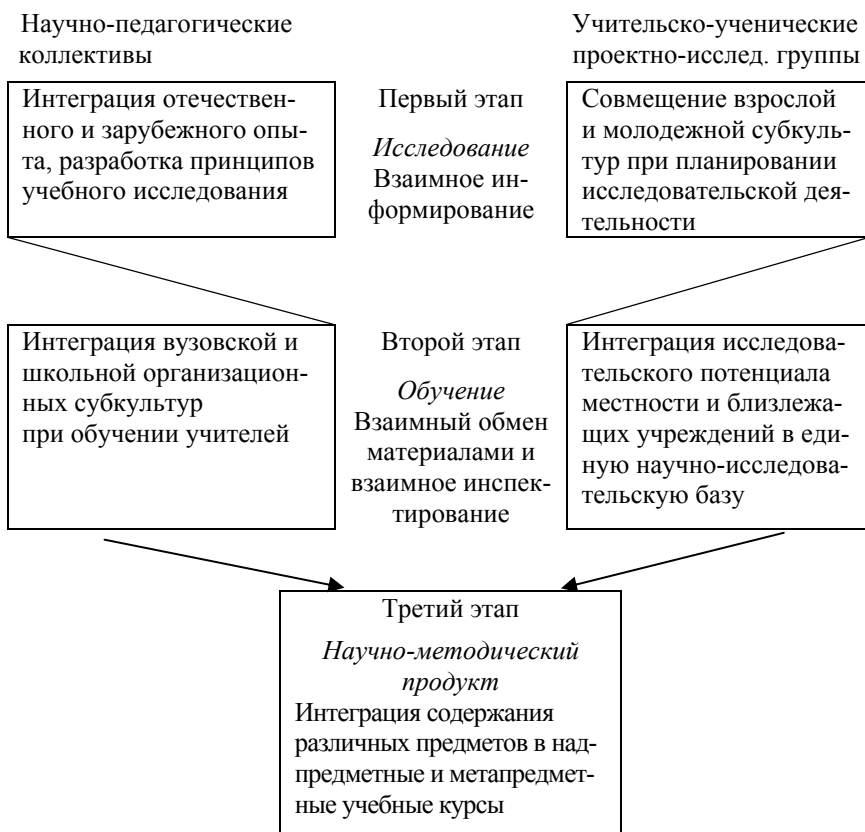 Научно-педагогические
коллективы
Учительско-ученические
проектно-исслед. группы
Интеграция отечествен-
ного и зарубежного опы-
та, разработка принципов
учебного исследования
Первый этап
Исследование
Взаимное ин-
формирование
Совмещение взрослой
и молодежной субкуль-
тур при планировании
исследовательской дея-
тельности
Интеграция вузовской и
школьной организацион-
ных субкультур
при обучении учителей
Второй этап
Обучение
Взаимный обмен
материалами и
взаимное инспек-
тирование
Интеграция исследова-
тельского потенциала
местности и близлежа-
щих учреждений в еди-
ную научно-исследова-
тельскую базу
Третий этап
Научно-методический
продукт
Интеграция содержания
различных предметов в над-
предметные и метапредмет-
ные учебные курсы